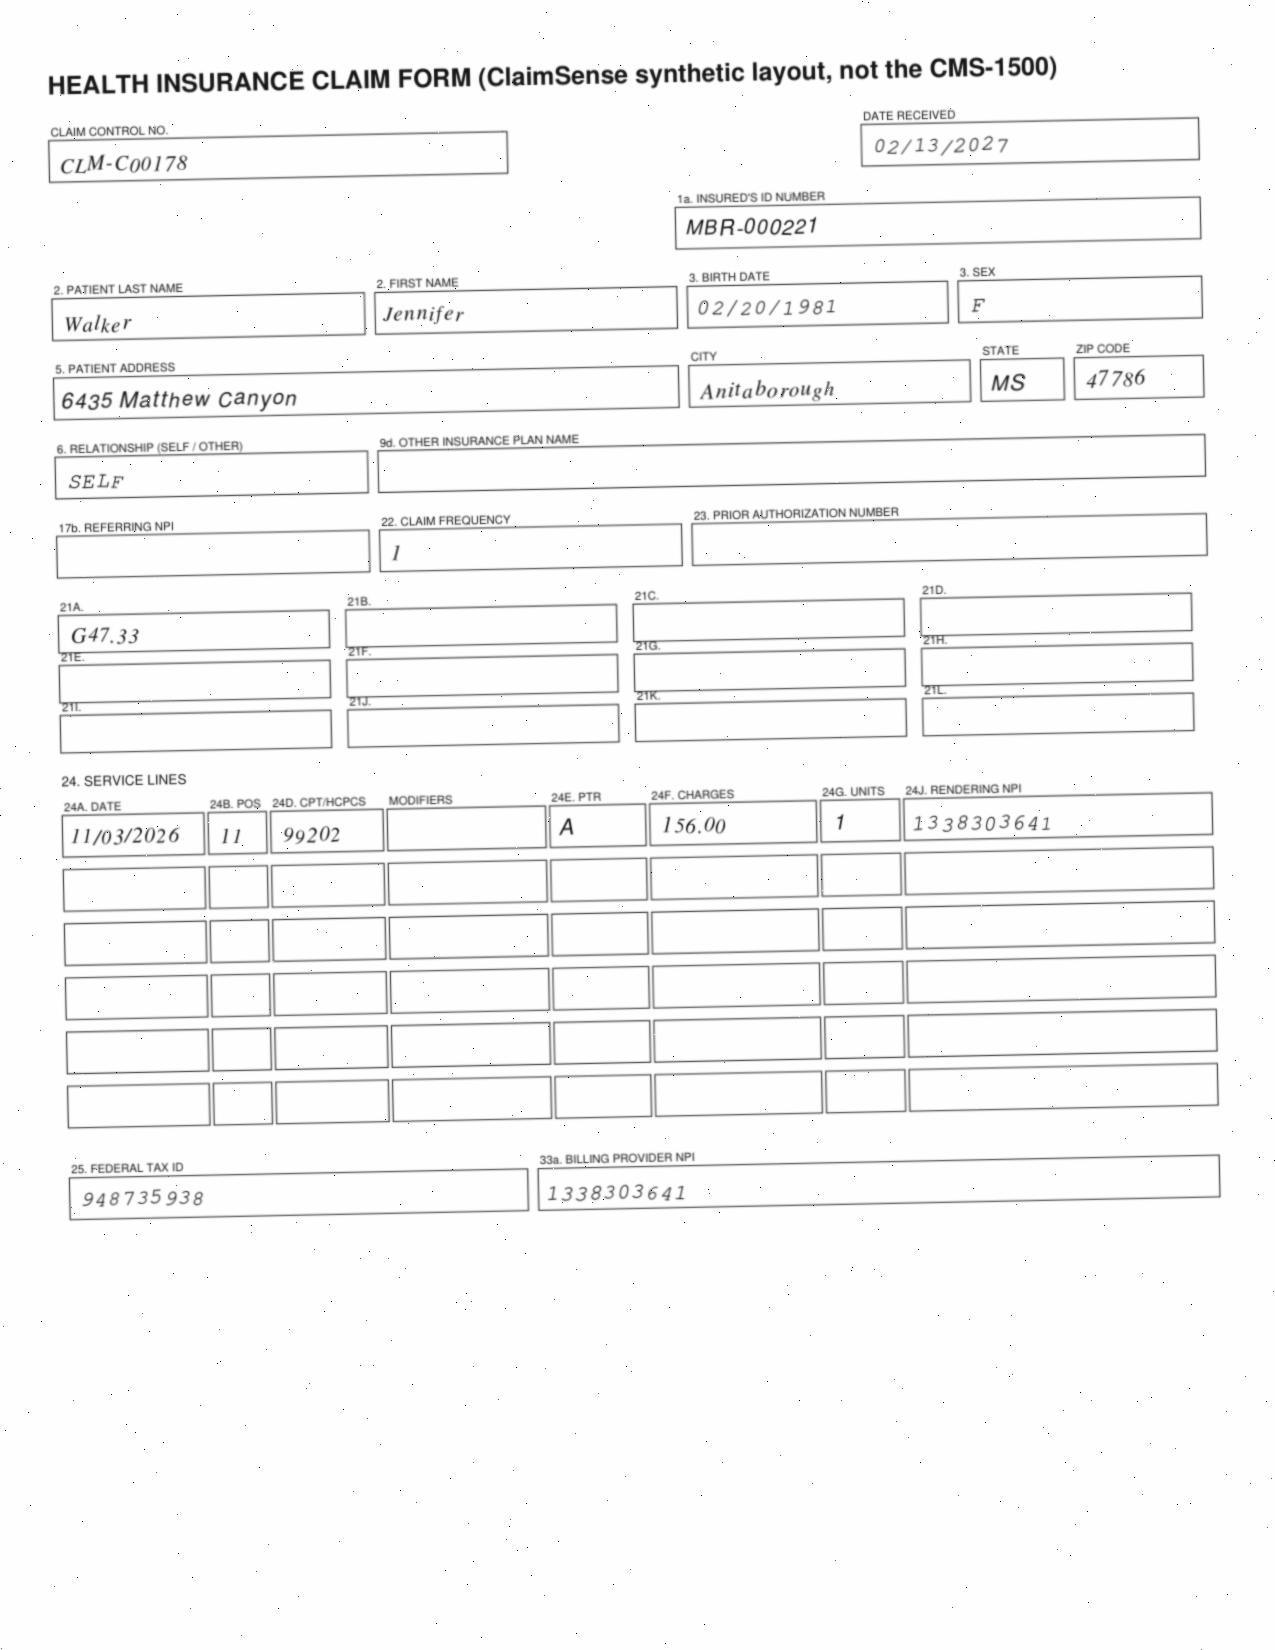 HEALTH INSURANCE CLAIM FORM (ClaimSense synthetic layout, not the CMS-1500)
CLAIM CONTROL NO. DATE RECEIVED
CLM-C00178 02/13/2027
1a. INSURED'S ID NUMBER
MBR-000221
2. PATIENT LAST NAME 2. FIRST NAME 3. BIRTH DATE 3. SEX
Walker Jennifer 02/20/1981 F
5. PATIENT ADDRESS CITY STATE ZIP CODE
6435 Matthew Canyon Anitaborough MS 47786
6. RELATIONSHIP (SELF / OTHER) 9d. OTHER INSURANCE PLAN NAME
SELF
17b. REFERRING NPI 22. CLAIM FREQUENCY 23. PRIOR AUTHORIZATION NUMBER
1
21A. 21B. 21C. 21D.
G47.33
21E. 21F. 21G. 21H.
21I. 21J. 21K. 21L.
24. SERVICE LINES
24A. DATE 24B. POS 24D. CPT/HCPCS MODIFIERS 24E. PTR 24F. CHARGES 24G. UNITS 24J. RENDERING NPI
11/03/2026 11 99202 A 156.00 1 1338303641
25. FEDERAL TAX ID 33a. BILLING PROVIDER NPI
948735938 1338303641